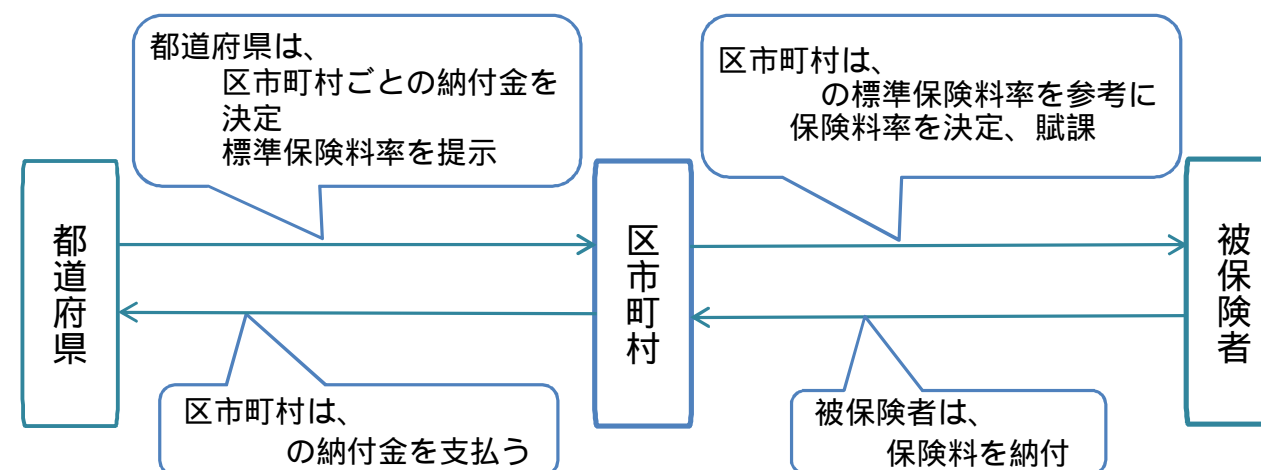 都道府県は、
区市町村ごとの納付金を
決定
標準保険料率を提示
区市町村は、
の標準保険料率を参考に
保険料率を決定、賦課
都道府県
区市町村
被保険者
区市町村は、
の納付金を支払う
被保険者は、
保険料を納付